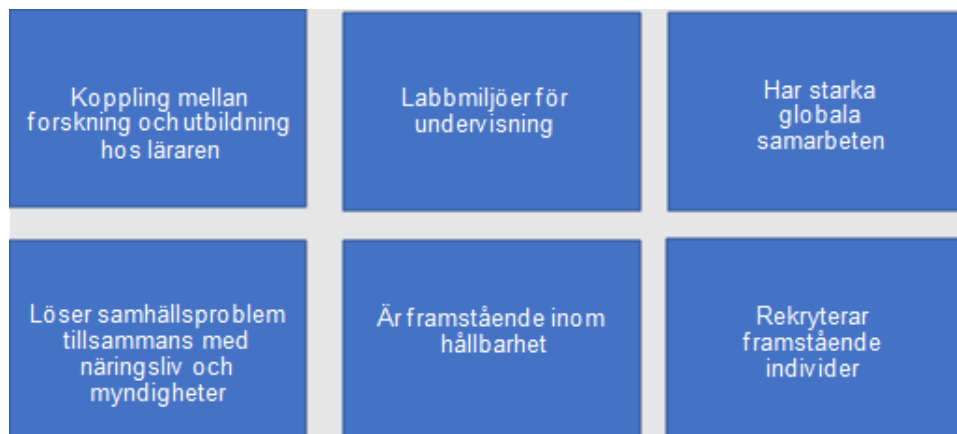 Koppling mellan
forskning och utbildning
hos läraren
Labbmiljöer för
undervisning
Har starka
globala
samarbeten
Löser samhällsproblem
tillsammans med
näringsliv och
myndigheter
Är framstående inom
hållbarhet
Rekryterar
framstående
individer